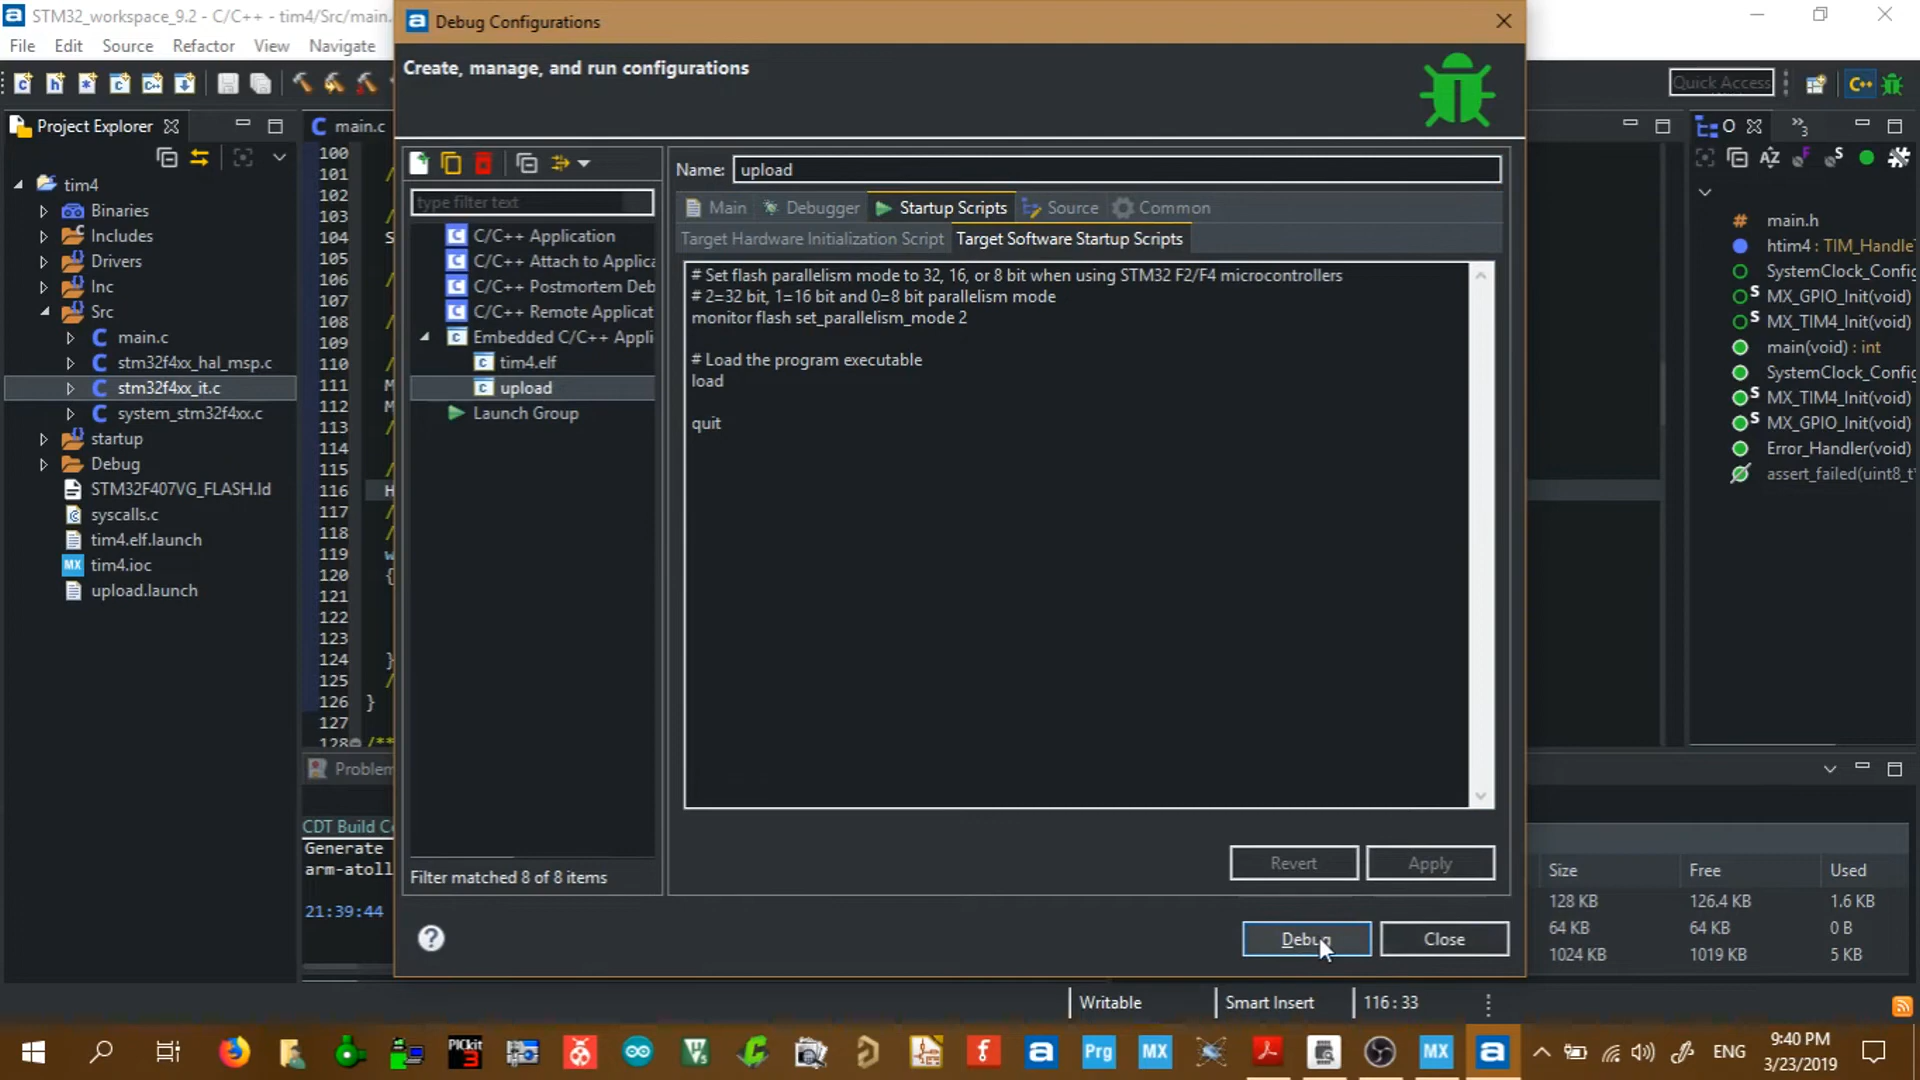 STM32_workspace_9.2 - C/C++ - tim4/Src/main.
Debug Configurations
File Edit Source Refactor View Navigate
Create, manage, and run configurations
Quick Access
Project Explorer
main.c
Name: upload
type filter text
Main Debugger Startup Scripts Source Common
Target Hardware Initialization Script Target Software Startup Scripts
# Set flash parallelism mode to 32, 16, or 8 bit when using STM32 F2/F4 microcontrollers
# 2=32 bit, 1=16 bit and 0=8 bit parallelism mode
monitor flash set_parallelism_mode 2
# Load the program executable
load
quit
C/C++ Application
C/C++ Attach to Applica
C/C++ Postmortem Deb
C/C++ Remote Applicat
Embedded C/C++ Appli
tim4.elf
upload
Launch Group
Filter matched 8 of 8 items
Revert Apply
Debug Close
tim4
Binaries
Includes
Drivers
Inc
Src
main.c
stm32f4xx_hal_msp.c
stm32f4xx_it.c
system_stm32f4xx.c
startup
Debug
STM32F407VG_FLASH.ld
syscalls.c
tim4.elf.launch
tim4.ioc
upload.launch
100
101 /
102
103 /
104 S
105
106 /
107 /
108 /
109
110 /
111 M
112 M
113 /
114
115 /
116 H
117 /
118 /
119 w
120 {
121
122
123
124 }
125 /
126 }
127
128 /**
main.h
htim4 : TIM_Handle
SystemClock_Config
MX_GPIO_Init(void)
MX_TIM4_Init(void)
main(void) : int
SystemClock_Config
MX_TIM4_Init(void)
MX_GPIO_Init(void)
Error_Handler(void)
assert_failed(uint8_t
Problem
CDT Build Co
Generate
arm-atoll
21:39:44
Size Free Used
128 KB 126.4 KB 1.6 KB
64 KB 64 KB 0 B
1024 KB 1019 KB 5 KB
Writable Smart Insert 116 : 33
PICkit
3
Prg
MX
MX
ENG
9:40 PM
3/23/2019